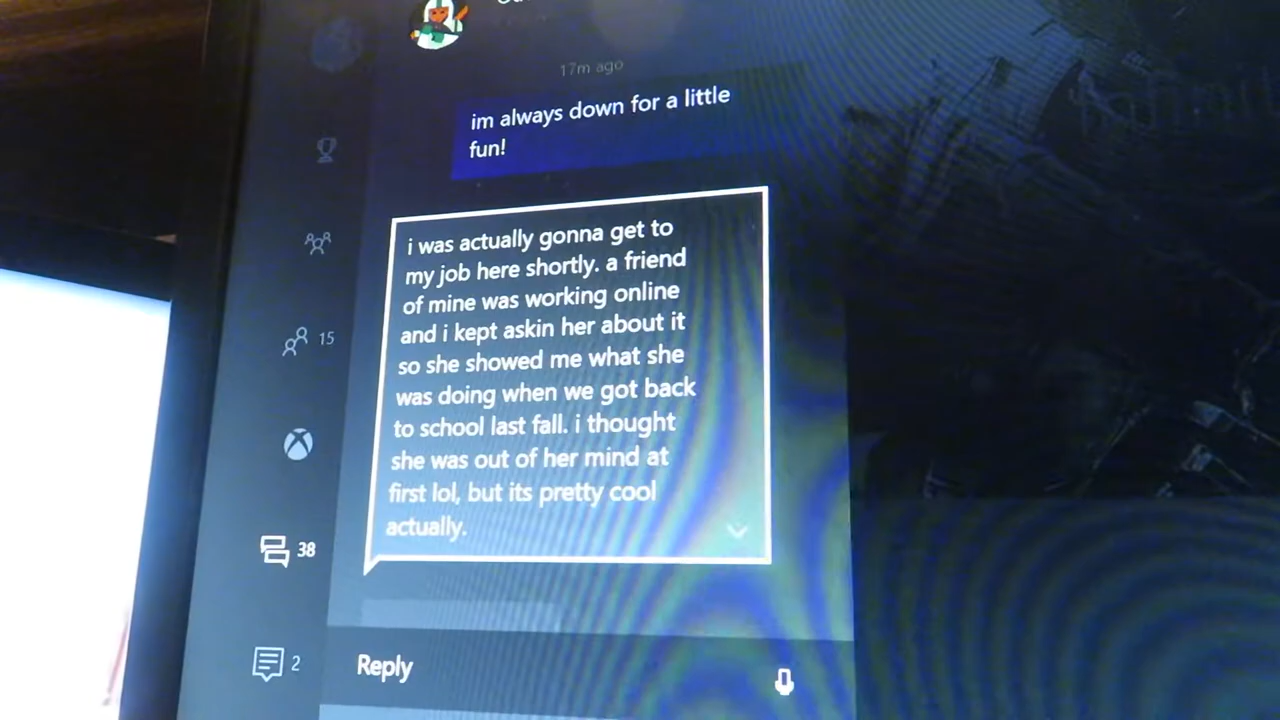 17m ago
im always down for a little
fun!
i was actually gonna get to
my job here shortly. a friend
of mine was working online
and i kept askin her about it
so she showed me what she
was doing when we got back
to school last fall. i thought
she was out of her mind at
first lol, but its pretty cool
actually.
15
38
2
Reply